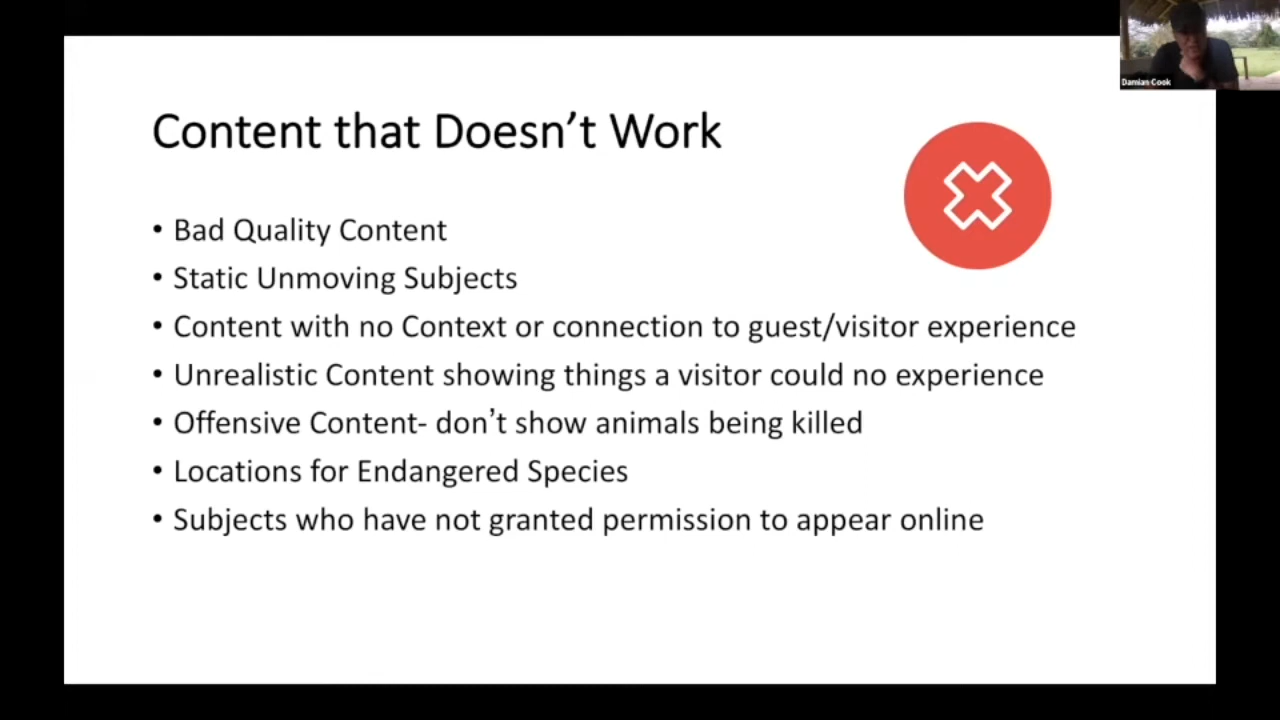 Damian Cook
Content that Doesn’t Work
• Bad Quality Content
• Static Unmoving Subjects
• Content with no Context or connection to guest/visitor experience
• Unrealistic Content showing things a visitor could no experience
• Offensive Content- don’t show animals being killed
• Locations for Endangered Species
• Subjects who have not granted permission to appear online